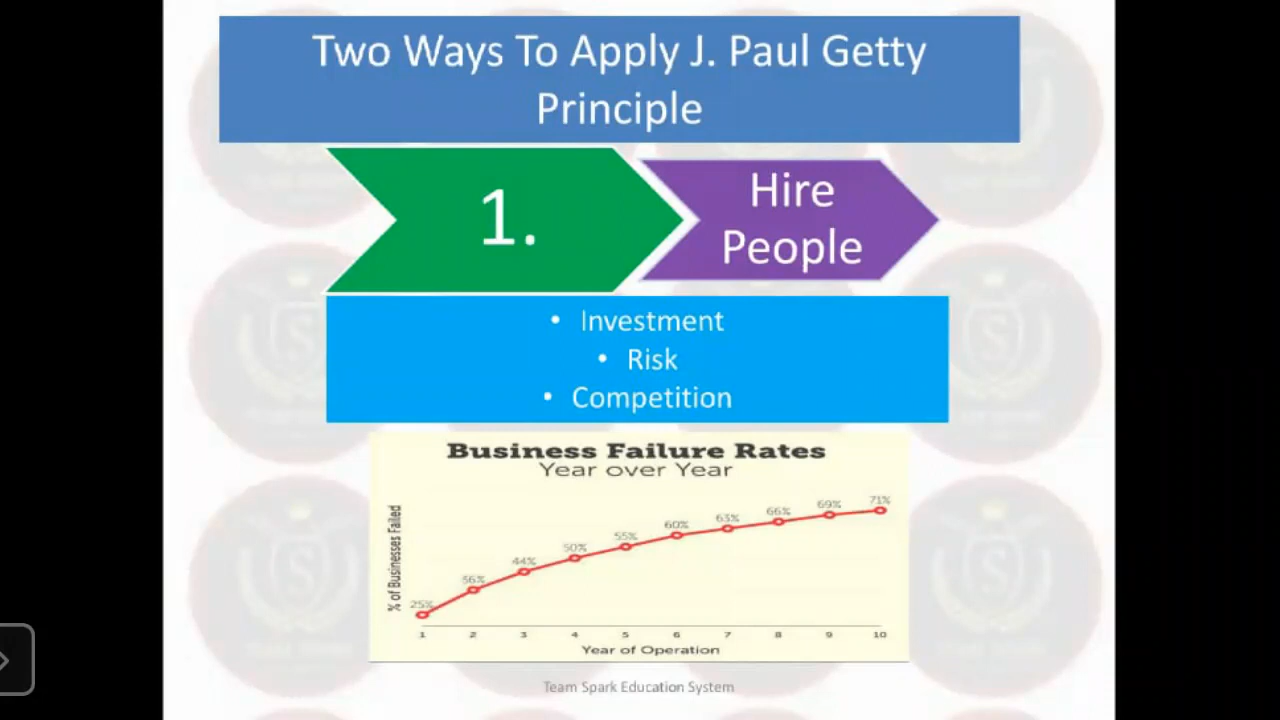 Two Ways To Apply J. Paul Getty
Principle
1.
Hire
People
• Investment
• Risk
• Competition
Business Failure Rates
Year over Year
% of Businesses Failed
25%
44%
50%
55%
60%
63%
66%
69%
71%
1 2 3 4 5 6 7 8 9 10
Year of Operation
Team Spark Education System